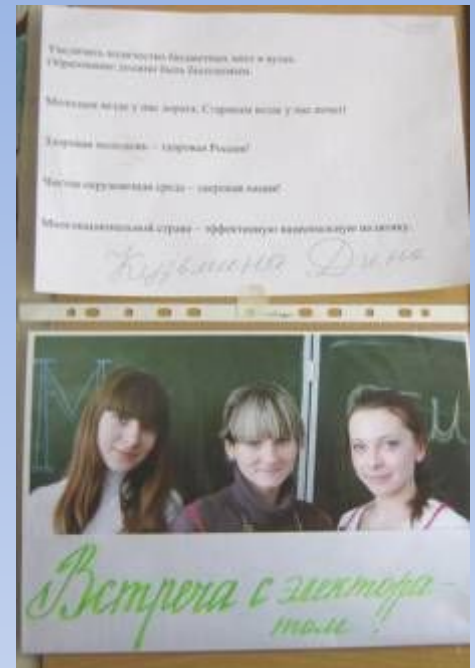 Увеличить количество бюджетных мест в вузах.
Образование должно быть бесплатным.
Молодым везде у нас дорога. Старикам везде у нас почет!
Здоровая молодежь – здоровая Россия!
Чистая окружающая среда – здоровая нация!
Многонациональной стране – эффективную национальную политику.
Кузьмина Дина
М
Встреча с электора-
том!